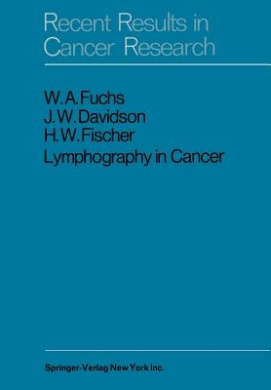 Recent Results in
Cancer Research
W.A.Fuchs
J.W.Davidson
H.W.Fischer
Lymphography in Cancer
Springer-Verlag New York Inc.